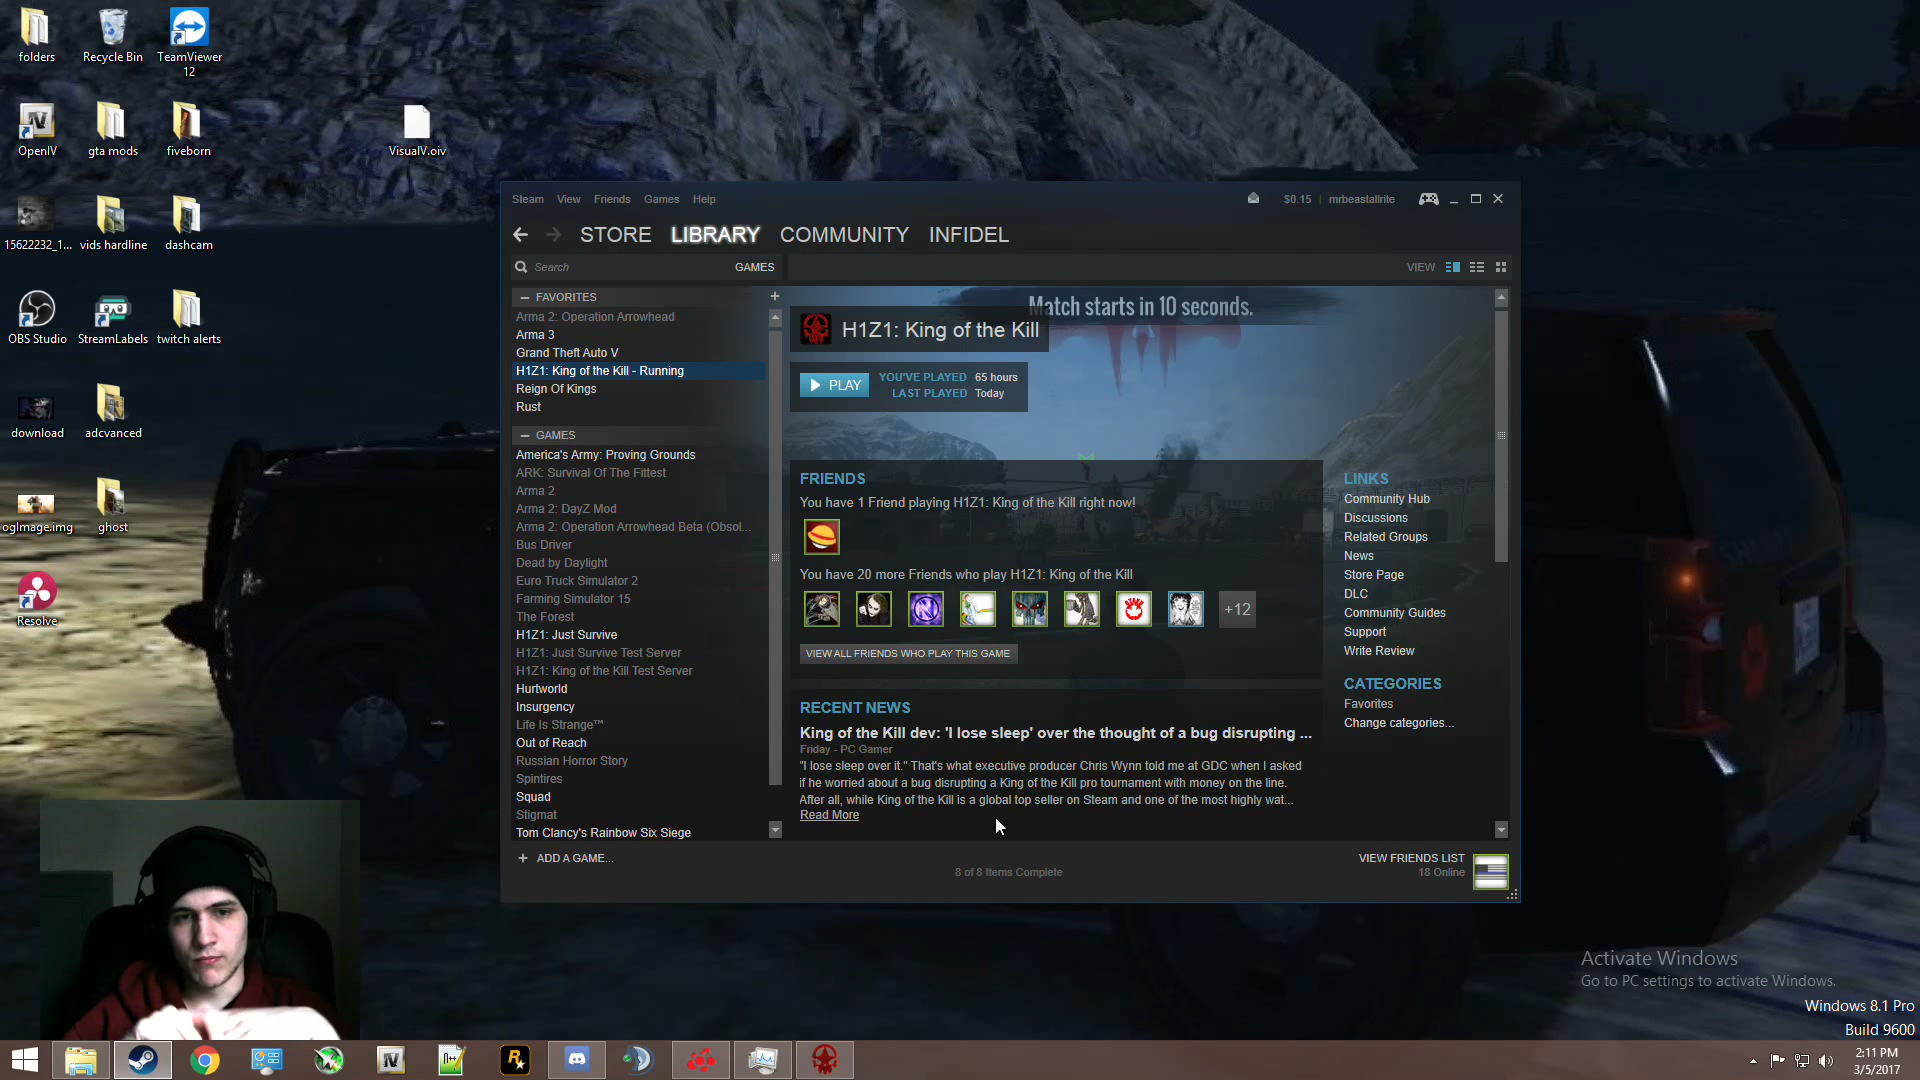 folders
Recycle Bin
TeamViewer
12
OpenIV
gta mods
fiveborn
VisualV.oiv
15622232_1...
vids hardline
dashcam
OBS Studio
StreamLabels
twitch alerts
download
adcvanced
ogImage.img
ghost
Resolve
Steam View Friends Games Help
$0.15 | mrbeastallrite
STORE LIBRARY COMMUNITY INFIDEL
Search GAMES
VIEW
FAVORITES
Arma 2: Operation Arrowhead
Arma 3
Grand Theft Auto V
H1Z1: King of the Kill - Running
Reign Of Kings
Rust
GAMES
America's Army: Proving Grounds
ARK: Survival Of The Fittest
Arma 2
Arma 2: DayZ Mod
Arma 2: Operation Arrowhead Beta (Obsol...
Bus Driver
Dead by Daylight
Euro Truck Simulator 2
Farming Simulator 15
The Forest
H1Z1: Just Survive
H1Z1: Just Survive Test Server
H1Z1: King of the Kill Test Server
Hurtworld
Insurgency
Life Is Strange™
Out of Reach
Russian Horror Story
Spintires
Squad
Stigmat
Tom Clancy's Rainbow Six Siege
+ ADD A GAME...
Match starts in 10 seconds.
H1Z1: King of the Kill
PLAY
YOU'VE PLAYED 65 hours
LAST PLAYED Today
FRIENDS
You have 1 Friend playing H1Z1: King of the Kill right now!
You have 20 more Friends who play H1Z1: King of the Kill
+12
VIEW ALL FRIENDS WHO PLAY THIS GAME
RECENT NEWS
King of the Kill dev: 'I lose sleep' over the thought of a bug disrupting ...
Friday - PC Gamer
"I lose sleep over it." That's what executive producer Chris Wynn told me at GDC when I asked
if he worried about a bug disrupting a King of the Kill pro tournament with money on the line.
After all, while King of the Kill is a global top seller on Steam and one of the most highly wat...
Read More
LINKS
Community Hub
Discussions
Related Groups
News
Store Page
DLC
Community Guides
Support
Write Review
CATEGORIES
Favorites
Change categories...
8 of 8 Items Complete
VIEW FRIENDS LIST
18 Online
Activate Windows
Go to PC settings to activate Windows.
Windows 8.1 Pro
Build 9600
2:11 PM
3/5/2017